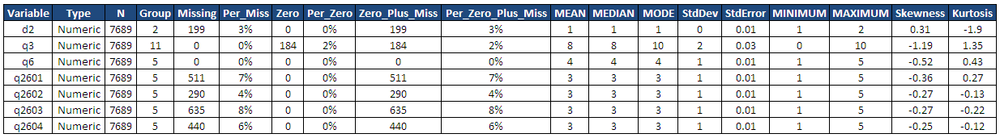 Variable Type N Group Missing Per_Miss Zero Per_Zero Zero_Plus_Miss Per_Zero_Plus_Miss MEAN MEDIAN MODE StdDev StdError MINIMUM MAXIMUM Skewness Kurtosis
d2 Numeric 7689 2 199 3% 0 0% 199 3% 1 1 1 0 0.01 1 2 0.31 -1.9
q3 Numeric 7689 11 0 0% 184 2% 184 2% 8 8 10 2 0.03 0 10 -1.19 1.35
q6 Numeric 7689 5 0 0% 0 0% 0 0% 4 4 4 1 0.01 1 5 -0.52 0.43
q2601 Numeric 7689 5 511 7% 0 0% 511 7% 3 3 3 1 0.01 1 5 -0.36 0.27
q2602 Numeric 7689 5 290 4% 0 0% 290 4% 3 3 3 1 0.01 1 5 -0.27 -0.13
q2603 Numeric 7689 5 635 8% 0 0% 635 8% 3 3 3 1 0.01 1 5 -0.27 -0.22
q2604 Numeric 7689 5 440 6% 0 0% 440 6% 3 3 3 1 0.01 1 5 -0.25 -0.12